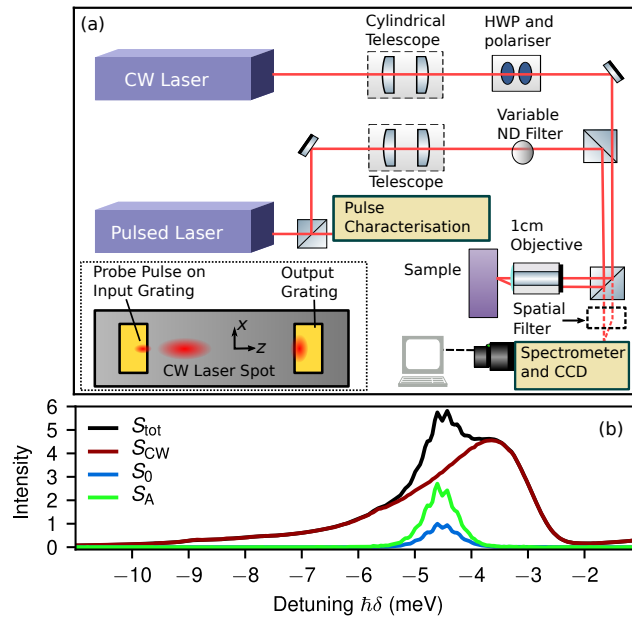 (a)
Cylindrical
Telescope
HWP and
polariser
CW Laser
Variable
ND Filter
Telescope
Pulsed Laser
Pulse
Characterisation
1cm
Objective
Sample
Probe Pulse on
Input Grating
Output
Grating
x
z
CW Laser Spot
Spatial
Filter
Spectrometer
and CCD
(b)
6
5
4
3
2
1
0
Intensity
S_tot
S_CW
S_0
S_A
−10 −9 −8 −7 −6 −5 −4 −3 −2
Detuning ℏδ (meV)